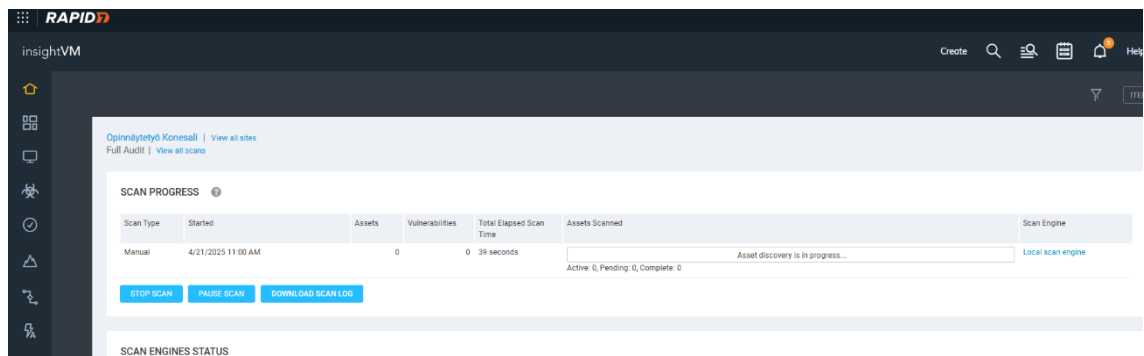 RAPID7
insightVM
Create
5
Help
ITE
Opinnäytetyö Konesali | View all sites
Full Audit | View all scans
SCAN PROGRESS ?
Scan Type Started Assets Vulnerabilities Total Elapsed Scan Time Assets Scanned Scan Engine
Manual 4/21/2025 11:00 AM 0 0 39 seconds Asset discovery is in progress... Local scan engine
Active: 0, Pending: 0, Complete: 0
STOP SCAN PAUSE SCAN DOWNLOAD SCAN LOG
SCAN ENGINES STATUS